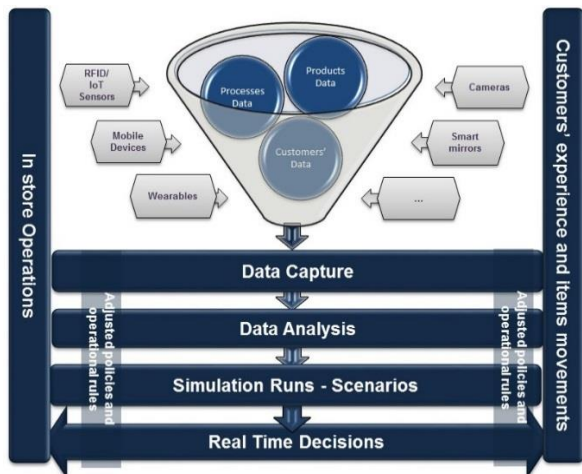 In store Operations
Customers' experience and items movements
RFID/
IoT
Sensors
Mobile
Devices
Wearables
Processes
Data
Products
Data
Customers'
Data
Cameras
Smart
mirrors
...
Data Capture
Data Analysis
Simulation Runs - Scenarios
Real Time Decisions
Adjusted policies and
operational rules
Adjusted policies and
operational rules